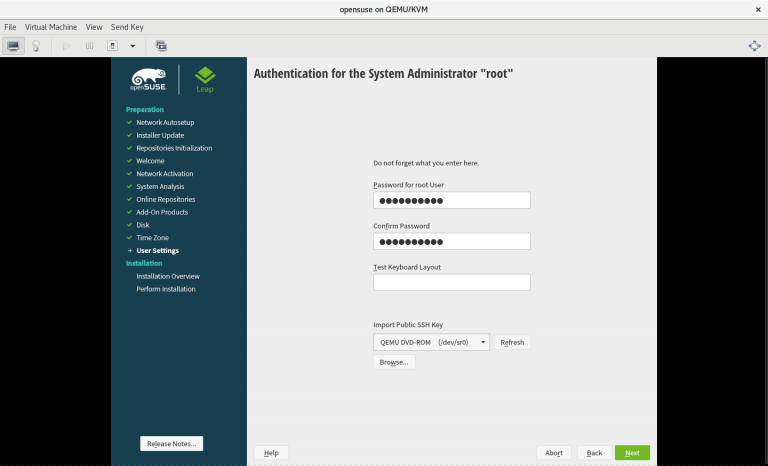 opensuse on QEMU/KVM
File Virtual Machine View Send Key
openSUSE
Leap
Preparation
Network Autosetup
Installer Update
Repositories Initialization
Welcome
Network Activation
System Analysis
Online Repositories
Add-On Products
Disk
Time Zone
User Settings
Installation
Installation Overview
Perform Installation
Release Notes...
Authentication for the System Administrator "root"
Do not forget what you enter here.
Password for root User
Confirm Password
Test Keyboard Layout
Import Public SSH Key
QEMU DVD-ROM (/dev/sr0) Refresh
Browse...
Help Abort Back Next